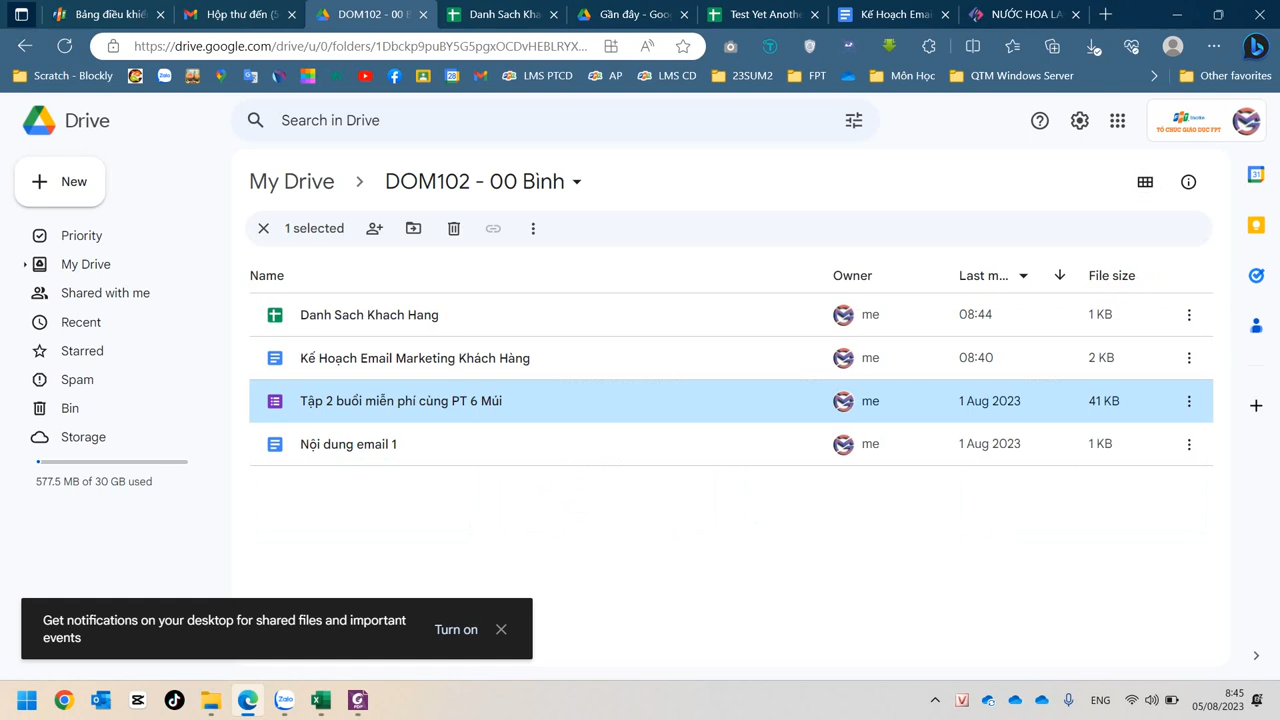 Bảng điều khiể
Hộp thư đến (5
DOM102 - 00 B
Danh Sach Kha
Gần đây - Goo
Test Yet Anothe
Kế Hoạch Emai
NƯỚC HOA LA
https://drive.google.com/drive/u/0/folders/1Dbckp9puBY5G5pgxOCDvHEBLRYX...
Scratch - Blockly
LMS PTCD
AP
LMS CD
23SUM2
FPT
Môn Học
QTM Windows Server
Other favorites
Drive
Search in Drive
TỔ CHỨC GIÁO DỤC FPT
New
My Drive
DOM102 - 00 Bình
1 selected
Priority
My Drive
Shared with me
Recent
Starred
Spam
Bin
Storage
577.5 MB of 30 GB used
Name Owner Last m... File size
Danh Sach Khach Hang me 08:44 1 KB
Kế Hoạch Email Marketing Khách Hàng me 08:40 2 KB
Tập 2 buổi miễn phí cùng PT 6 Múi me 1 Aug 2023 41 KB
Nội dung email 1 me 1 Aug 2023 1 KB
Get notifications on your desktop for shared files and important
events
Turn on
ENG
8:45
05/08/2023